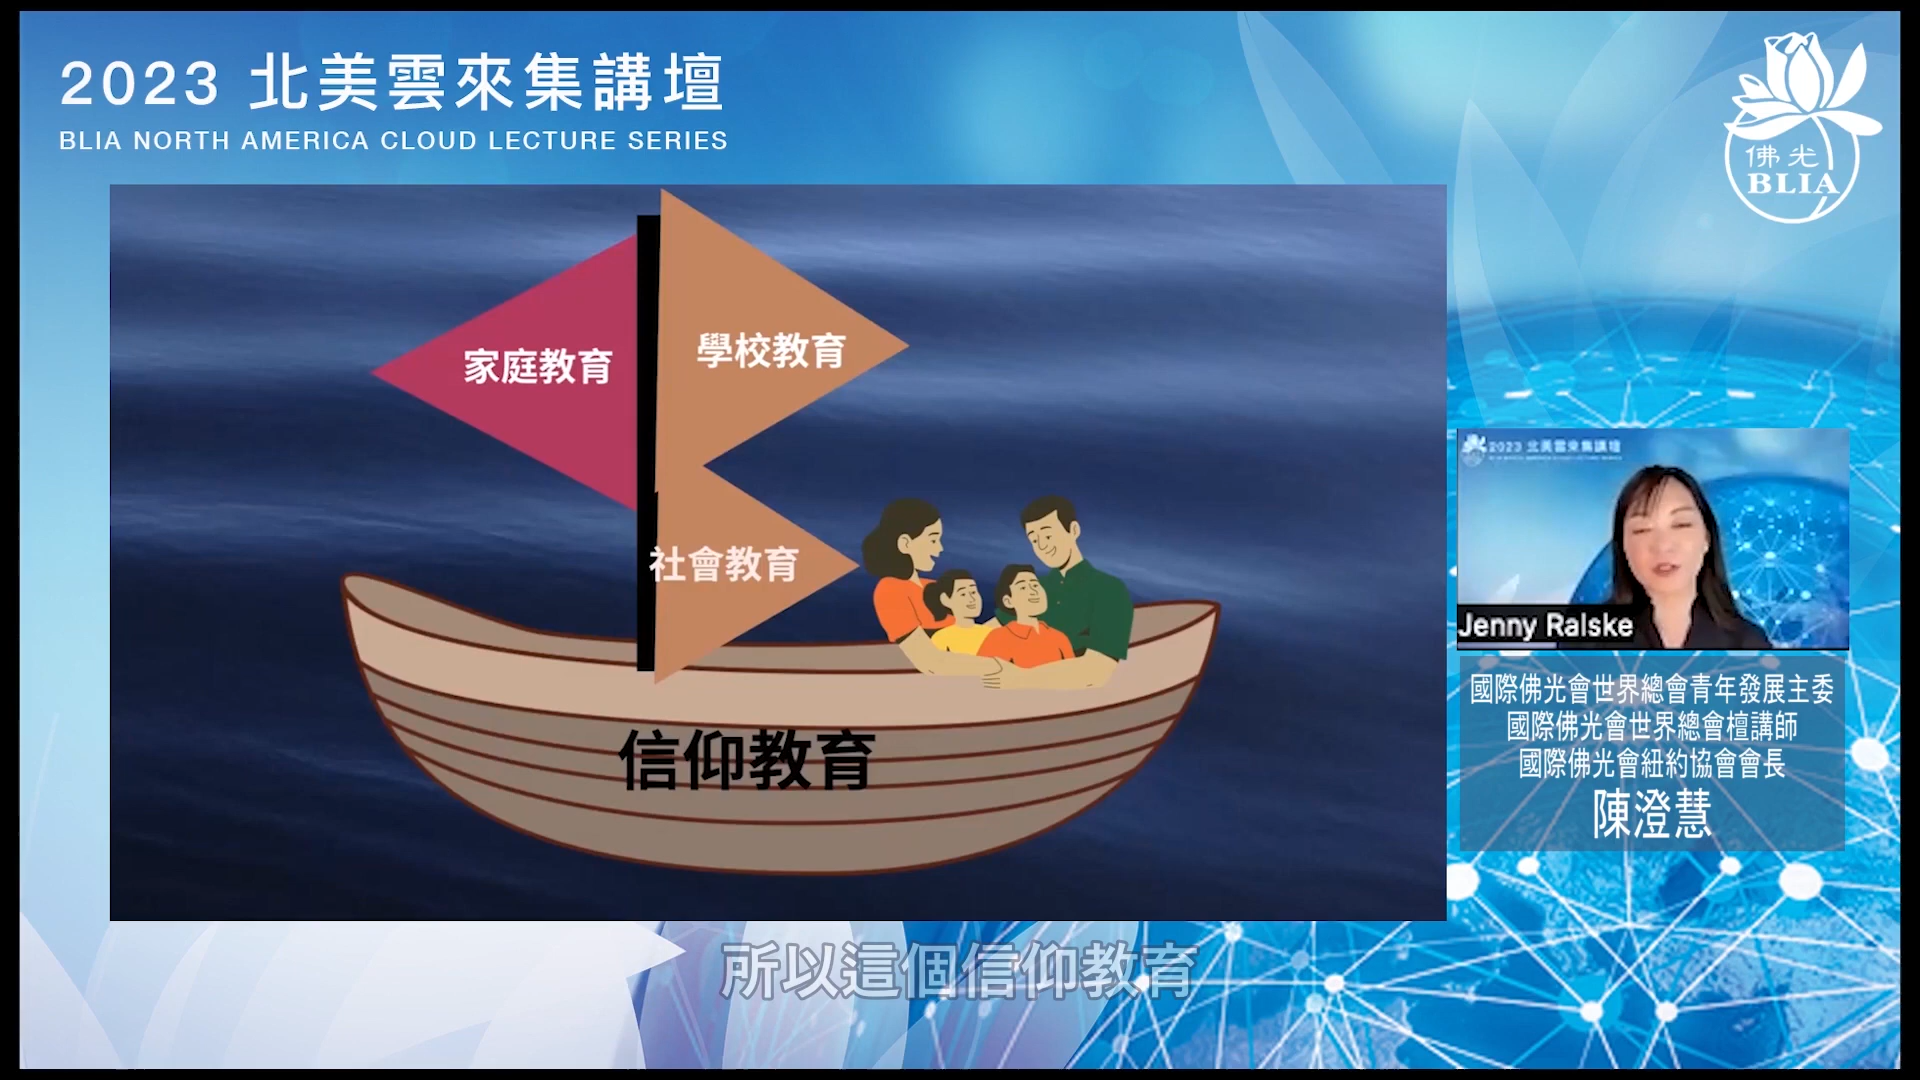 2023 北美雲來集講壇
BLIA NORTH AMERICA CLOUD LECTURE SERIES
佛光
BLIA
家庭教育
學校教育
社會教育
信仰教育
2023 北美雲來集講壇
Jenny Ralske
國際佛光會世界總會青年發展主委
國際佛光會世界總會檀講師
國際佛光會紐約協會會長
陳澄慧
所以這個信仰教育